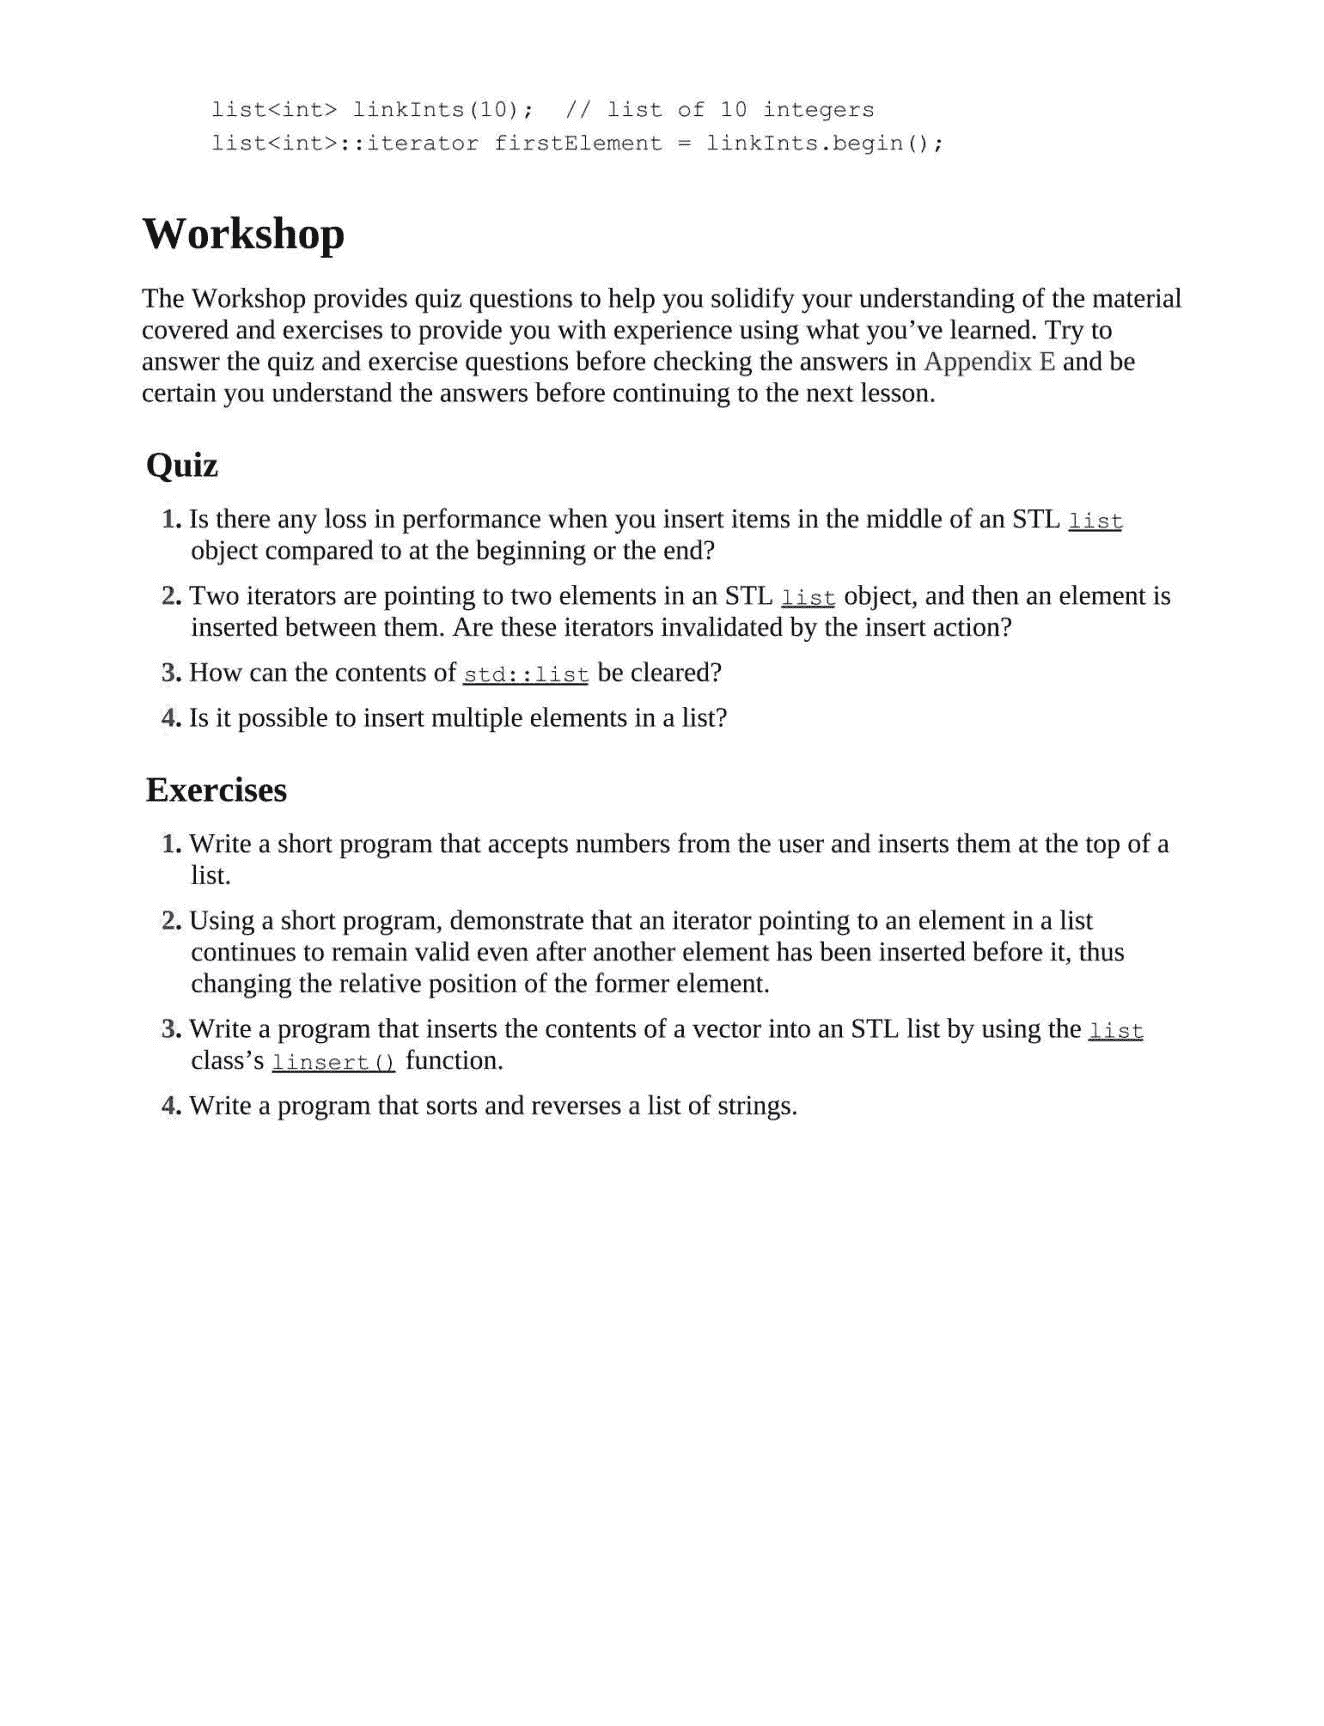 list<int> linkInts(10);  // list of 10 integers
list<int>::iterator firstElement = linkInts.begin();
Workshop
The Workshop provides quiz questions to help you solidify your understanding of the material
covered and exercises to provide you with experience using what you’ve learned. Try to
answer the quiz and exercise questions before checking the answers in Appendix E and be
certain you understand the answers before continuing to the next lesson.
Quiz
1. Is there any loss in performance when you insert items in the middle of an STL list
object compared to at the beginning or the end?
2. Two iterators are pointing to two elements in an STL list object, and then an element is
inserted between them. Are these iterators invalidated by the insert action?
3. How can the contents of std::list be cleared?
4. Is it possible to insert multiple elements in a list?
Exercises
1. Write a short program that accepts numbers from the user and inserts them at the top of a
list.
2. Using a short program, demonstrate that an iterator pointing to an element in a list
continues to remain valid even after another element has been inserted before it, thus
changing the relative position of the former element.
3. Write a program that inserts the contents of a vector into an STL list by using the list
class’s linsert() function.
4. Write a program that sorts and reverses a list of strings.